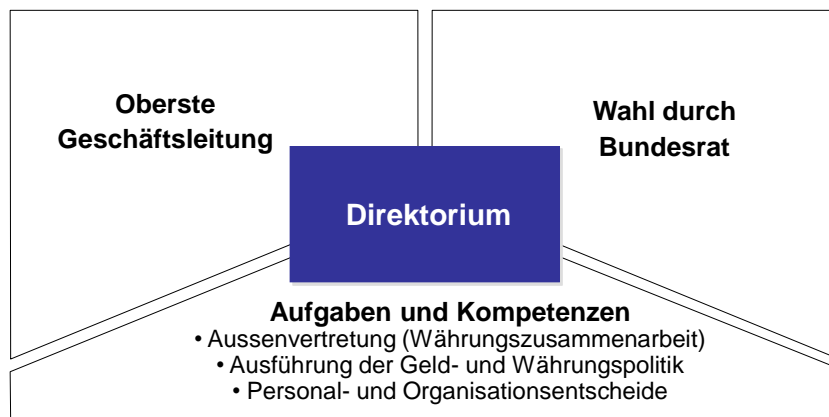 Oberste
Geschäftsleitung
Wahl durch
Bundesrat
Direktorium
Aufgaben und Kompetenzen
• Aussenvertretung (Währungszusammenarbeit)
• Ausführung der Geld- und Währungspolitik
• Personal- und Organisationsentscheide